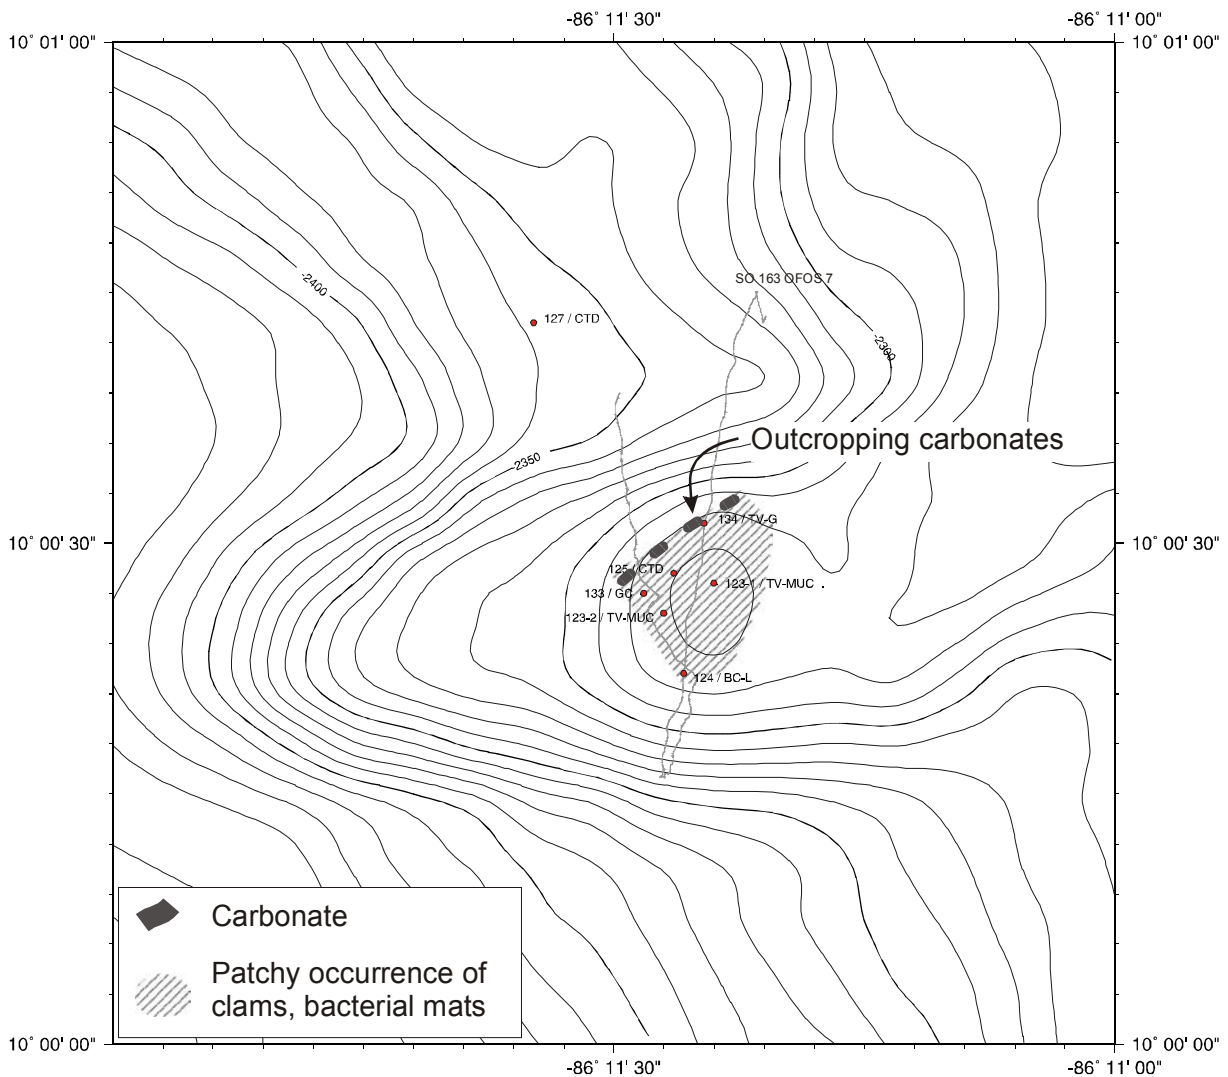 -86° 11' 30"
-86° 11' 00"
10° 01' 00"
10° 01' 00"
-2400
SO 163 OFOS 7
127 / CTD
-2300
Outcropping carbonates
-2350
134 / TV-G
10° 00' 30"
10° 00' 30"
125 / CTD
123-1 / TV-MUC .
133 / GC
123-2 / TV-MUC
124 / BC-L
Carbonate
Patchy occurrence of
clams, bacterial mats
10° 00' 00"
10° 00' 00"
-86° 11' 30"
-86° 11' 00"